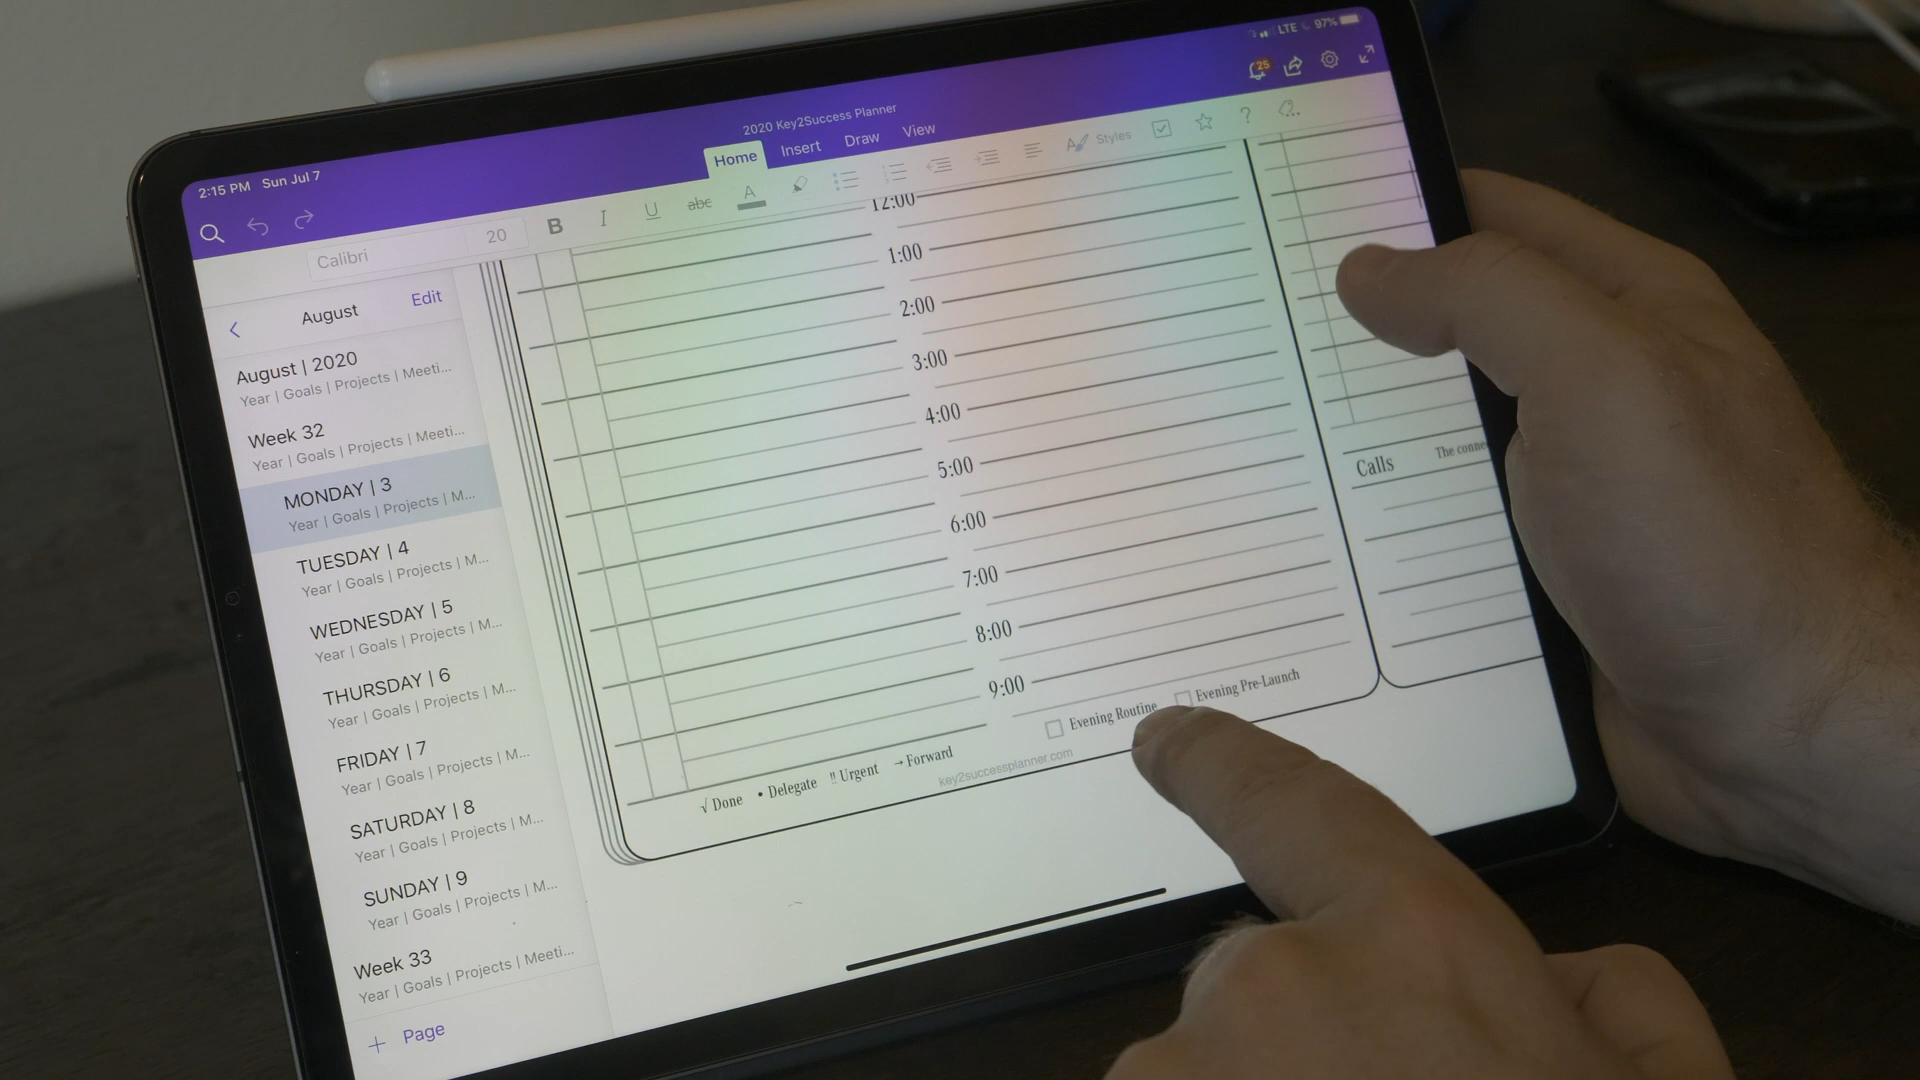 2:15 PM Sun Jul 7
LTE 97%
25
2020 Key2Success Planner
Home Insert Draw View
Calibri 20 B I U abc A Styles ?
August Edit
August | 2020
Year | Goals | Projects | Meeti...
Week 32
Year | Goals | Projects | Meeti...
MONDAY | 3
Year | Goals | Projects | M...
TUESDAY | 4
Year | Goals | Projects | M...
WEDNESDAY | 5
Year | Goals | Projects | M...
THURSDAY | 6
Year | Goals | Projects | M...
FRIDAY | 7
Year | Goals | Projects | M...
SATURDAY | 8
Year | Goals | Projects | M...
SUNDAY | 9
Year | Goals | Projects | M...
Week 33
Year | Goals | Projects | Meeti...
+ Page
12:00
1:00
2:00
3:00
4:00
5:00
6:00
7:00
8:00
9:00
Evening Routine Evening Pre-Launch
√ Done • Delegate !! Urgent → Forward
key2successplanner.com
Calls The conne